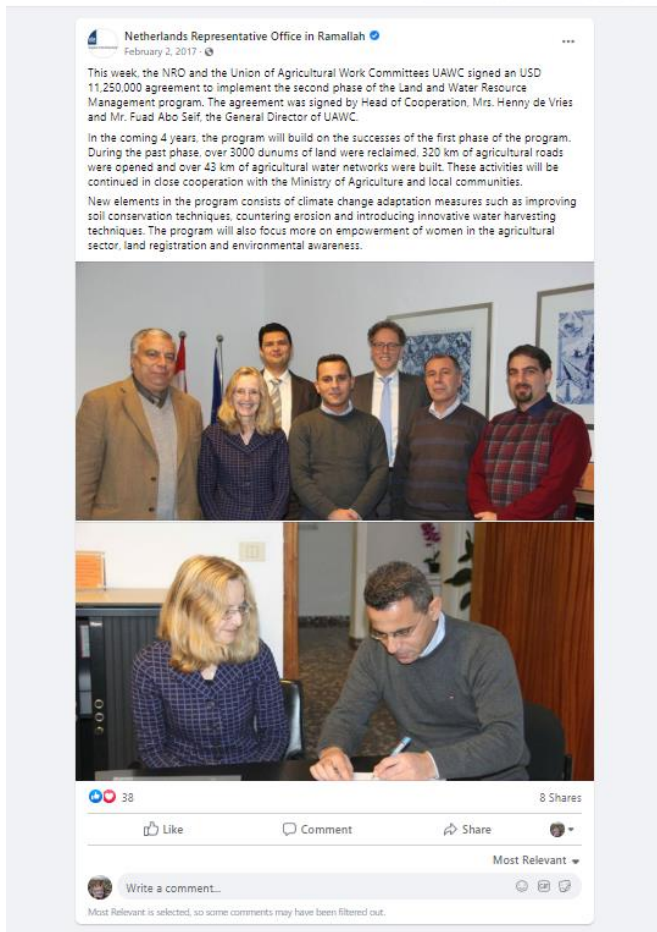 Netherlands Representative Office in Ramallah
February 2, 2017 ·
This week, the NRO and the Union of Agricultural Work Committees UAWC signed an USD
11,250,000 agreement to implement the second phase of the Land and Water Resource
Management program. The agreement was signed by Head of Cooperation, Mrs. Henny de Vries
and Mr. Fuad Abo Seif, the General Director of UAWC.
In the coming 4 years, the program will build on the successes of the first phase of the program.
During the past phase, over 3000 dunums of land were reclaimed, 320 km of agricultural roads
were opened and over 43 km of agricultural water networks were built. These activities will be
continued in close cooperation with the Ministry of Agriculture and local communities.
New elements in the program consists of climate change adaptation measures such as improving
soil conservation techniques, countering erosion and introducing innovative water harvesting
techniques. The program will also focus more on empowerment of women in the agricultural
sector, land registration and environmental awareness.
38
8 Shares
Like
Comment
Share
Most Relevant
Write a comment...
GIF
Most Relevant is selected, so some comments may have been filtered out.